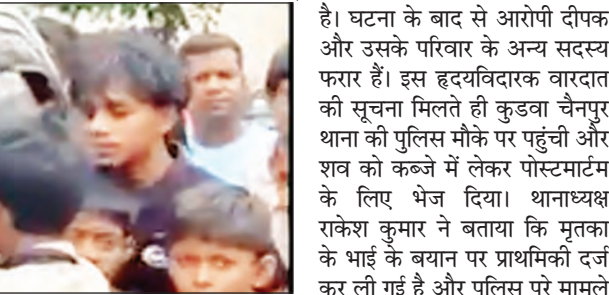 है। घटना के बाद से आरोपी दीपक
और उसके परिवार के अन्य सदस्य
फरार हैं। इस हृदयविदारक वारदात
की सूचना मिलते ही कुडवा चैनपुर
थाना की पुलिस मौके पर पहुंची और
शव को कब्जे में लेकर पोस्टमार्टम
के लिए भेज दिया। थानाध्यक्ष
राकेश कुमार ने बताया कि मृतका
के भाई के बयान पर प्राथमिकी दर्ज
कर ली गई है और पुलिस पूरे मामले